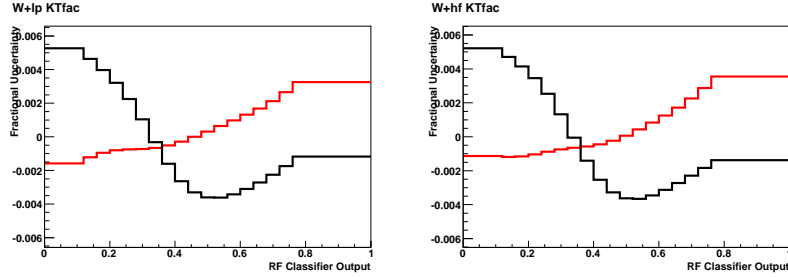 W+lp KTfac
Fractional Uncertainty
0.006
0.004
0.002
0
-0.002
-0.004
-0.006
0 0.2 0.4 0.6 0.8 1
RF Classifier Output
W+hf KTfac
Fractional Uncertainty
0.006
0.004
0.002
0
-0.002
-0.004
-0.006
0 0.2 0.4 0.6 0.8 1
RF Classifier Output